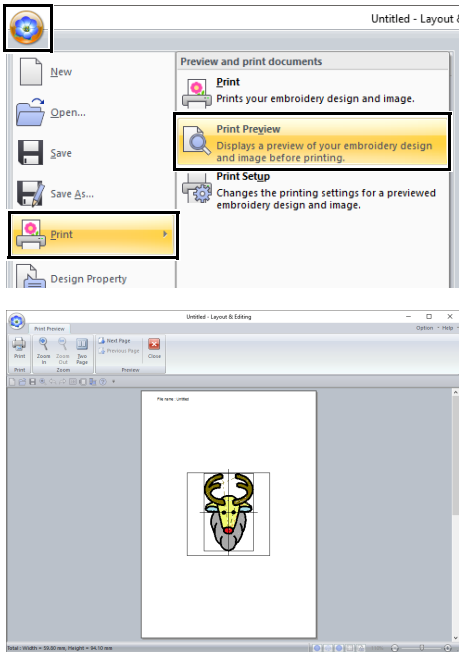 Untitled - Layout &
Preview and print documents
New
Print
Prints your embroidery design and image.
Open...
Print Preview
Displays a preview of your embroidery design
and image before printing.
Save
Print Setup
Changes the printing settings for a previewed
embroidery design and image.
Save As...
Print
Design Property
Untitled - Layout & Editing
Print Preview
Option
Help
Print
Zoom
In
Zoom
Out
Two
Page
Next Page
Previous Page
Close
Print
Zoom
Preview
File name : Untitled
Total : Width = 59.80 mm, Height = 94.10 mm